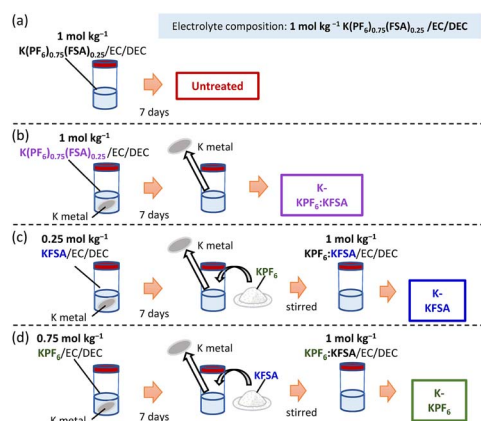 (a)
Electrolyte composition: 1 mol kg⁻¹ K(PF₆)₀.₇₅(FSA)₀.₂₅ /EC/DEC
1 mol kg⁻¹
K(PF₆)₀.₇₅(FSA)₀.₂₅/EC/DEC
Untreated
7 days
(b)
1 mol kg⁻¹
K(PF₆)₀.₇₅(FSA)₀.₂₅/EC/DEC
K metal
K-
KPF₆:KFSA
K metal
7 days
(c)
0.25 mol kg⁻¹
KFSA/EC/DEC
K metal
KPF₆
1 mol kg⁻¹
KPF₆:KFSA/EC/DEC
K-
KFSA
K metal
7 days
stirred
(d)
0.75 mol kg⁻¹
KPF₆/EC/DEC
K metal
KFSA
1 mol kg⁻¹
KPF₆:KFSA/EC/DEC
K-
KPF₆
K metal
7 days
stirred